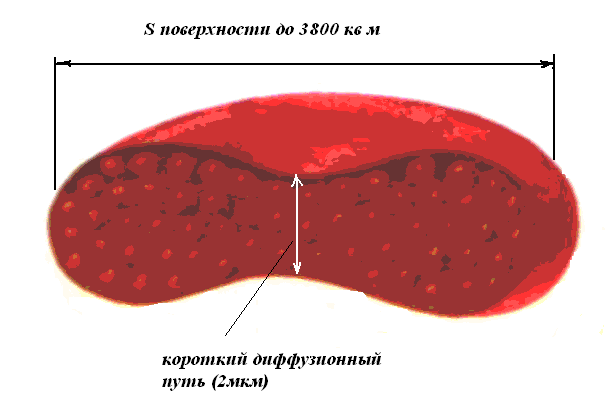 S поверхности до 3800 кв м
короткий диффузионный
путь (2мкм)